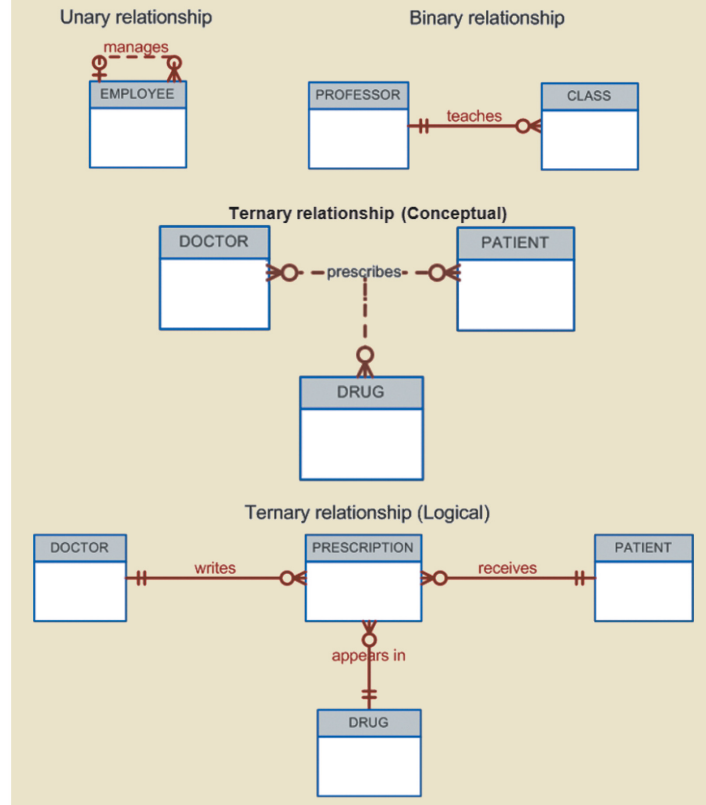 Unary relationship
Binary relationship
manages
EMPLOYEE
PROFESSOR
teaches
CLASS
Ternary relationship (Conceptual)
DOCTOR
prescribes
PATIENT
DRUG
Ternary relationship (Logical)
DOCTOR
writes
PRESCRIPTION
receives
PATIENT
appears in
DRUG